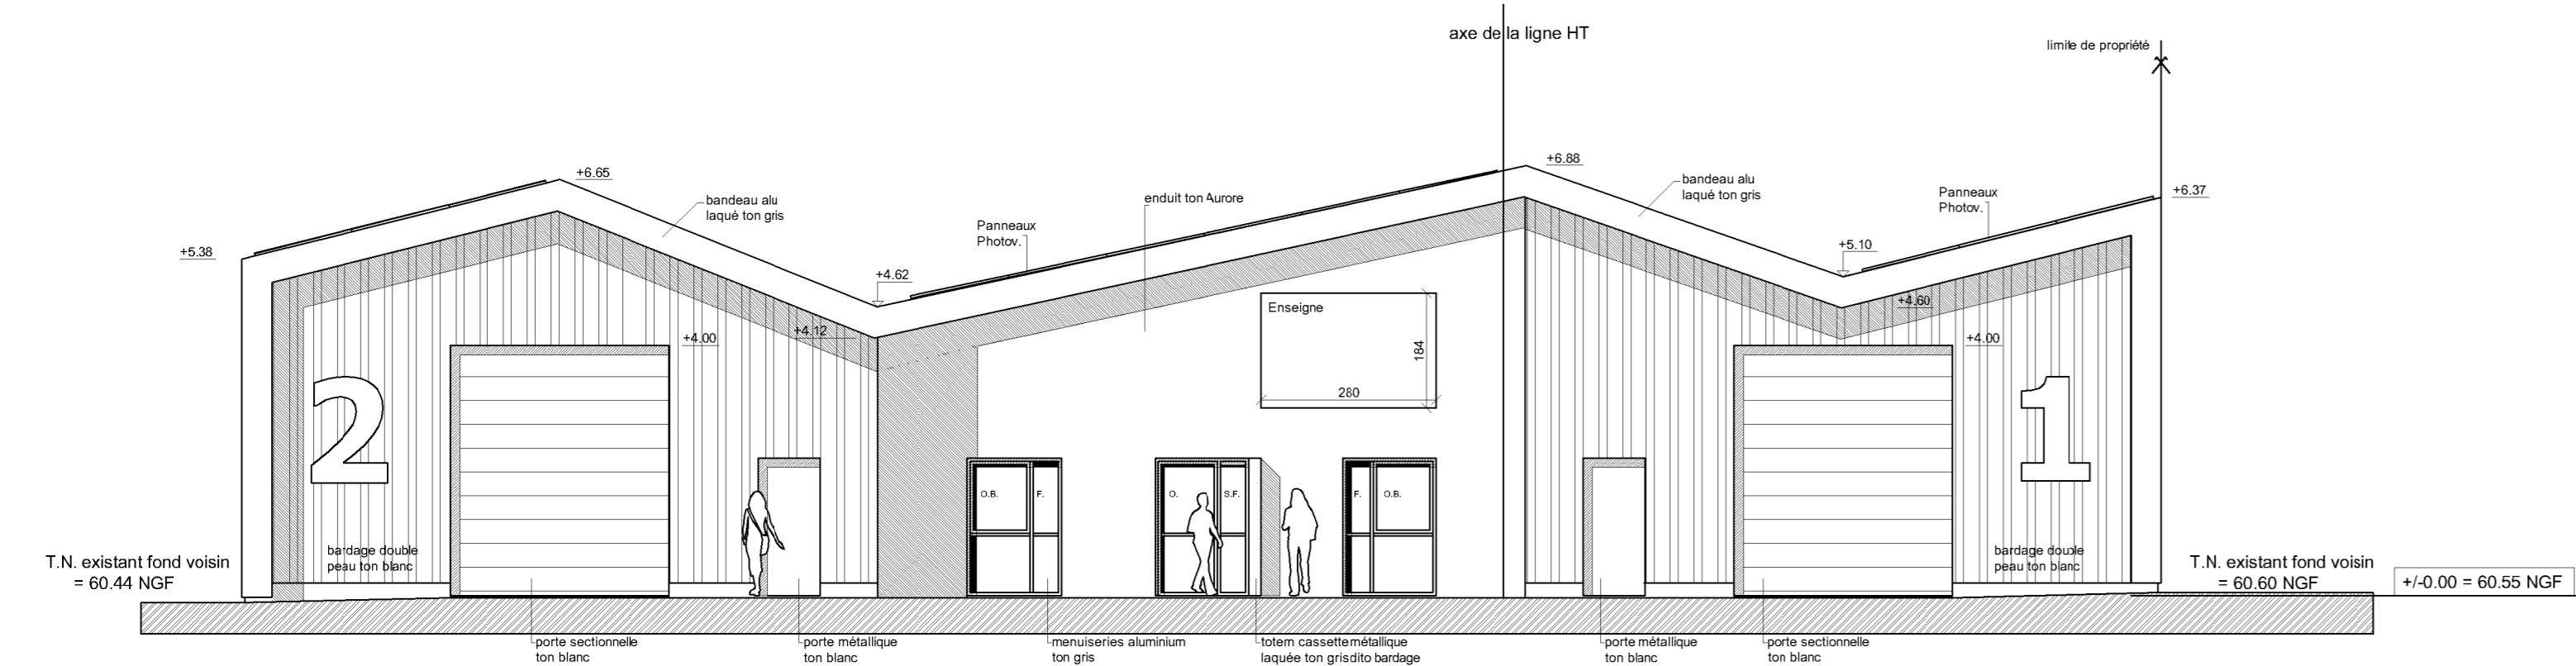 axe de la ligne HT
limite de propriété
+6.88
+6.65
bandeau alu
laqué ton gris
+6.37
bandeau alu
laqué ton gris
Panneaux
Photov.
enduit ton Aurore
Panneaux
Photov.
+5.38
+5.10
+4.62
+4.60
Enseigne
+4.12
+4.00
+4.00
184
280
2
1
O.B.
F.
O.
S.F.
F.
O.B.
bardage double
peau ton blanc
bardage double
peau ton blanc
T.N. existant fond voisin
= 60.44 NGF
T.N. existant fond voisin
= 60.60 NGF
+/-0.00 = 60.55 NGF
porte sectionnelle
ton blanc
porte métallique
ton blanc
menuiseries aluminium
ton gris
totem cassette métallique
laquée ton gris dito bardage
porte métallique
ton blanc
porte sectionnelle
ton blanc